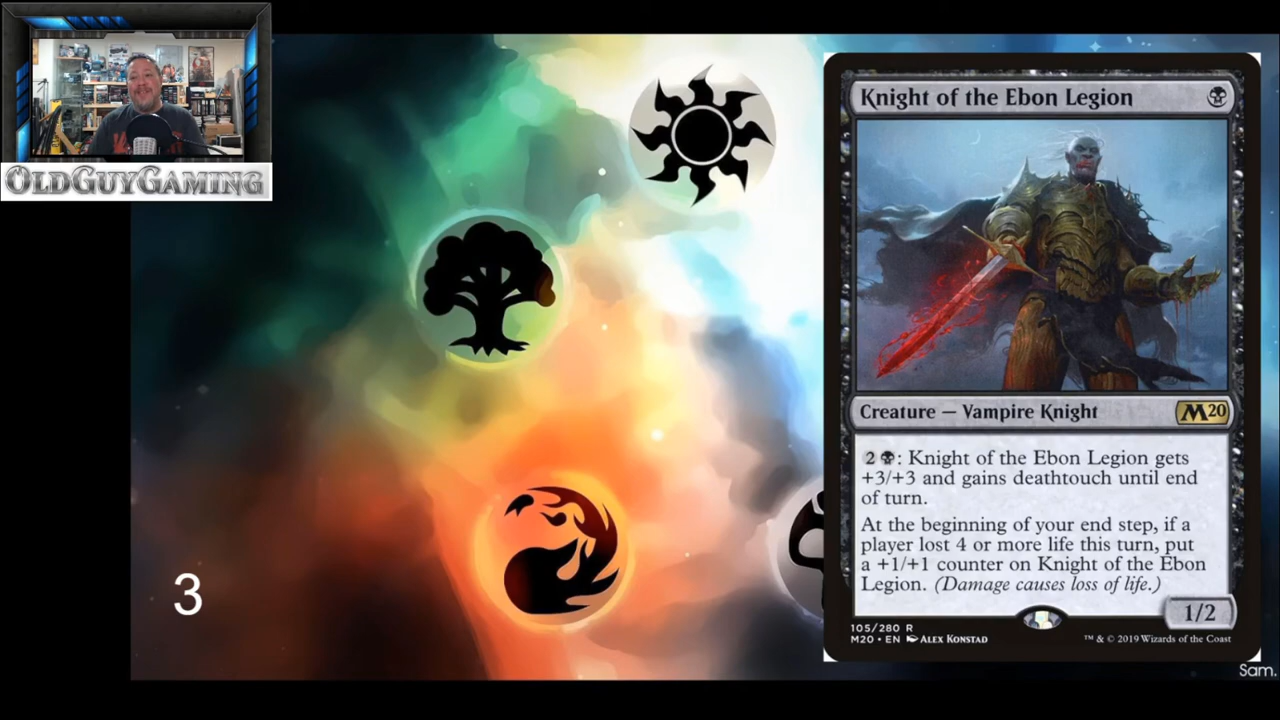 OLDGUYGAMING
Knight of the Ebon Legion
Creature — Vampire Knight
M20
2: Knight of the Ebon Legion gets
+3/+3 and gains deathtouch until end
of turn.
At the beginning of your end step, if a
player lost 4 or more life this turn, put
a +1/+1 counter on Knight of the Ebon
Legion. (Damage causes loss of life.)
1/2
105/280 R
M20 • EN ALEX KONSTAD
™ & © 2019 Wizards of the Coast
3
Sam.